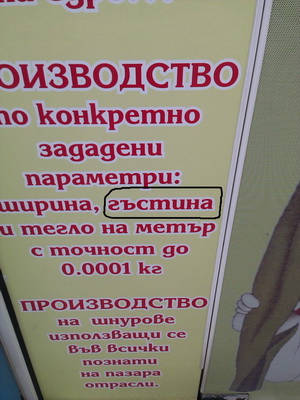 ПРОИЗВОДСТВО
по конкретно
зададени
параметри:
ширина, гъстина
и тегло на метър
с точност до
0.0001 кг
ПРОИЗВОДСТВО
на шнурове
използващи се
във всички
познати
на пазара
отрасли.